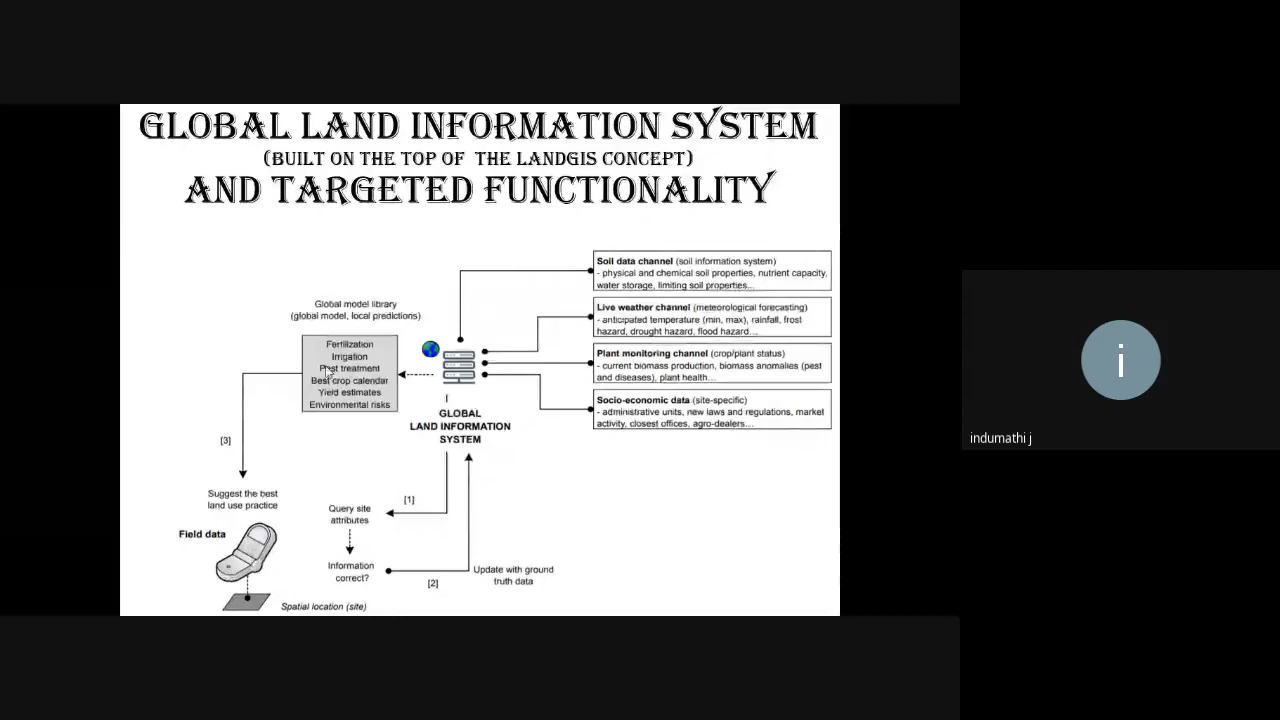 GLOBAL LAND INFORMATION SYSTEM
(BUILT ON THE TOP OF THE LANDGIS CONCEPT)
AND TARGETED FUNCTIONALITY
Soil data channel (soil information system)
- physical and chemical soil properties, nutrient capacity,
water storage, limiting soil properties...
Live weather channel (meteorological forecasting)
- anticipated temperature (min, max), rainfall, frost
hazard, drought hazard, flood hazard...
Plant monitoring channel (crop/plant status)
- current biomass production, biomass anomalies (pest
and diseases), plant health...
Socio-economic data (site-specific)
- administrative units, new laws and regulations, market
activity, closest offices, agro-dealers...
Global model library
(global model, local predictions)
Fertilization
Irrigation
Pest treatment
Best crop calendar
Yield estimates
Environmental risks
GLOBAL
LAND INFORMATION
SYSTEM
[3]
Suggest the best
land use practice
Field data
Spatial location (site)
[1]
Query site
attributes
Information
correct?
[2]
Update with ground
truth data
i
indumathi j